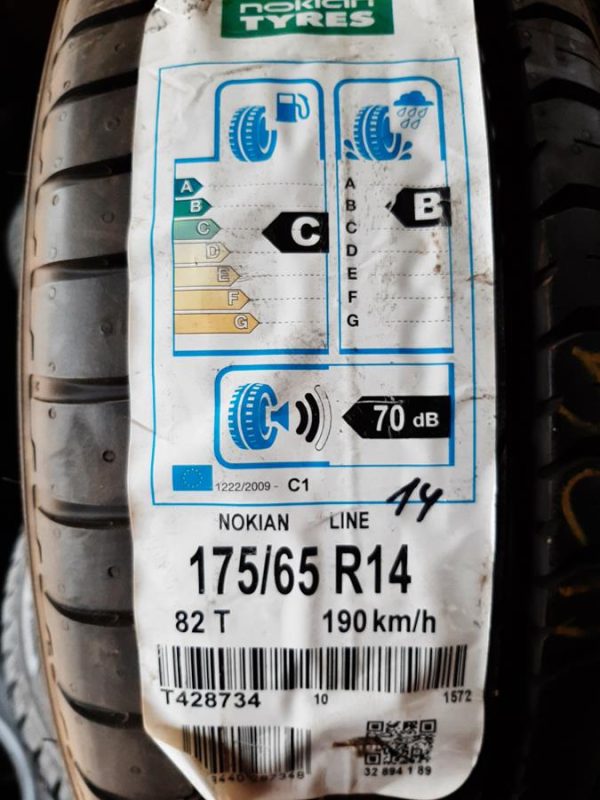 nokian
TYRES
A
B
C
D
E
F
G
C
A
B
C
D
E
F
G
B
70 dB
1222/2009 - C1
14
NOKIAN LINE
175/65 R14
82 T 190 km/h
T428734 10 1572
32 894 1 89